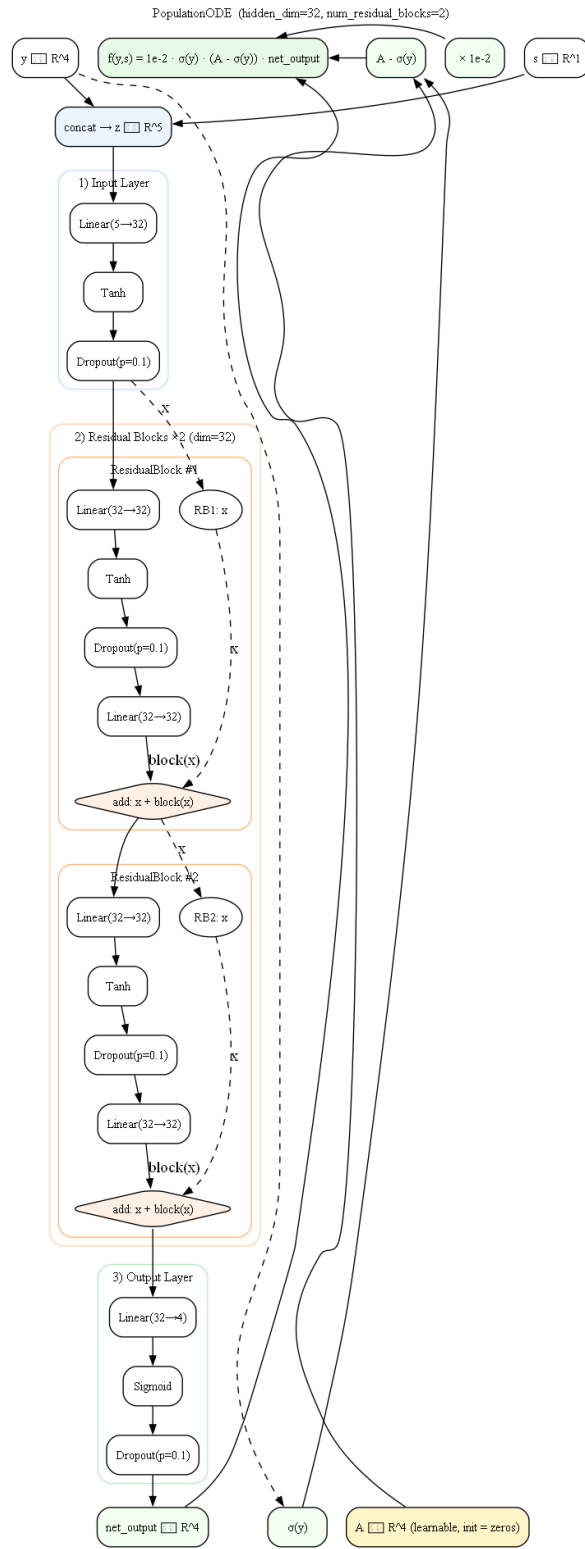 PopulationODE (hidden_dim=32, num_residual_blocks=2)
y □□ R^4
f(y,s) = 1e-2 · σ(y) · (A - σ(y)) · net_output
A - σ(y)
× 1e-2
s □□ R^1
concat → z □□ R^5
1) Input Layer
Linear(5→32)
Tanh
Dropout(p=0.1)
x
2) Residual Blocks ×2 (dim=32)
ResidualBlock #1
Linear(32→32)
RB1: x
Tanh
Dropout(p=0.1)
x
Linear(32→32)
block(x)
add: x + block(x)
x
ResidualBlock #2
Linear(32→32)
RB2: x
Tanh
Dropout(p=0.1)
x
Linear(32→32)
block(x)
add: x + block(x)
3) Output Layer
Linear(32→4)
Sigmoid
Dropout(p=0.1)
net_output □□ R^4
σ(y)
A □□ R^4 (learnable, init = zeros)